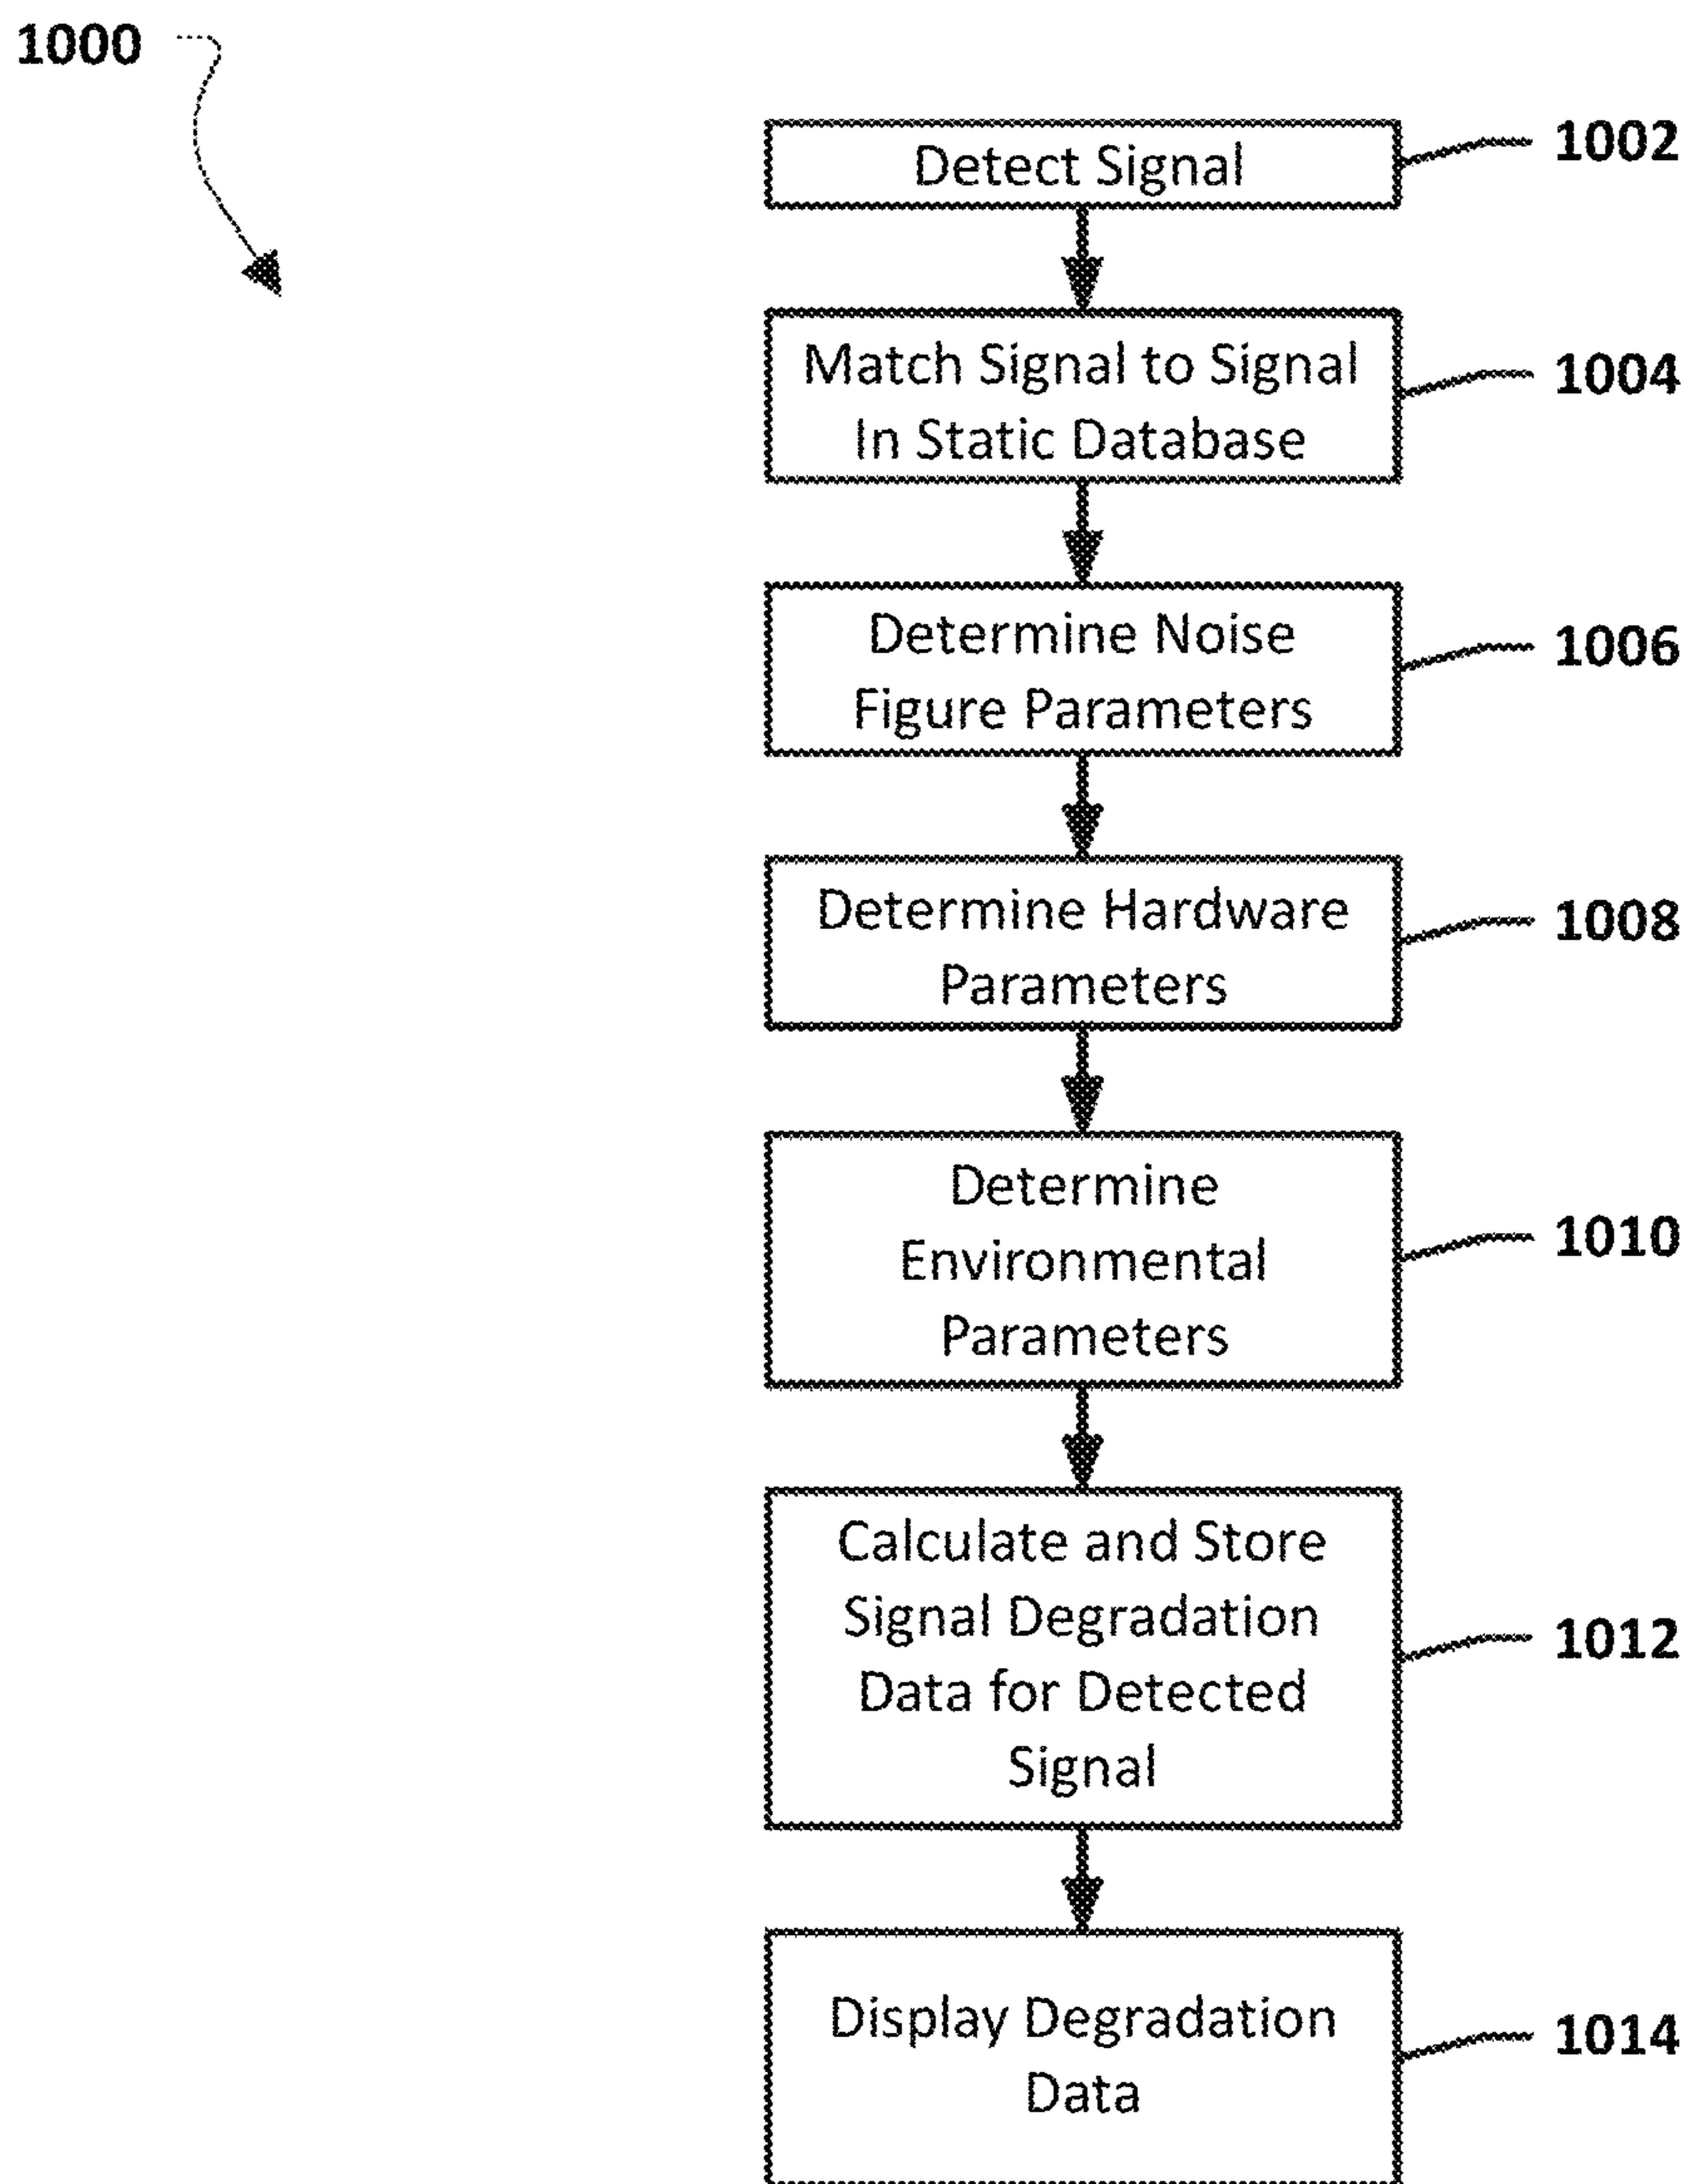 1000
Detect Signal
1002
Match Signal to Signal
In Static Database
1004
Determine Noise
Figure Parameters
1006
Determine Hardware
Parameters
1008
Determine
Environmental
Parameters
1010
Calculate and Store
Signal Degradation
Data for Detected
Signal
1012
Display Degradation
Data
1014